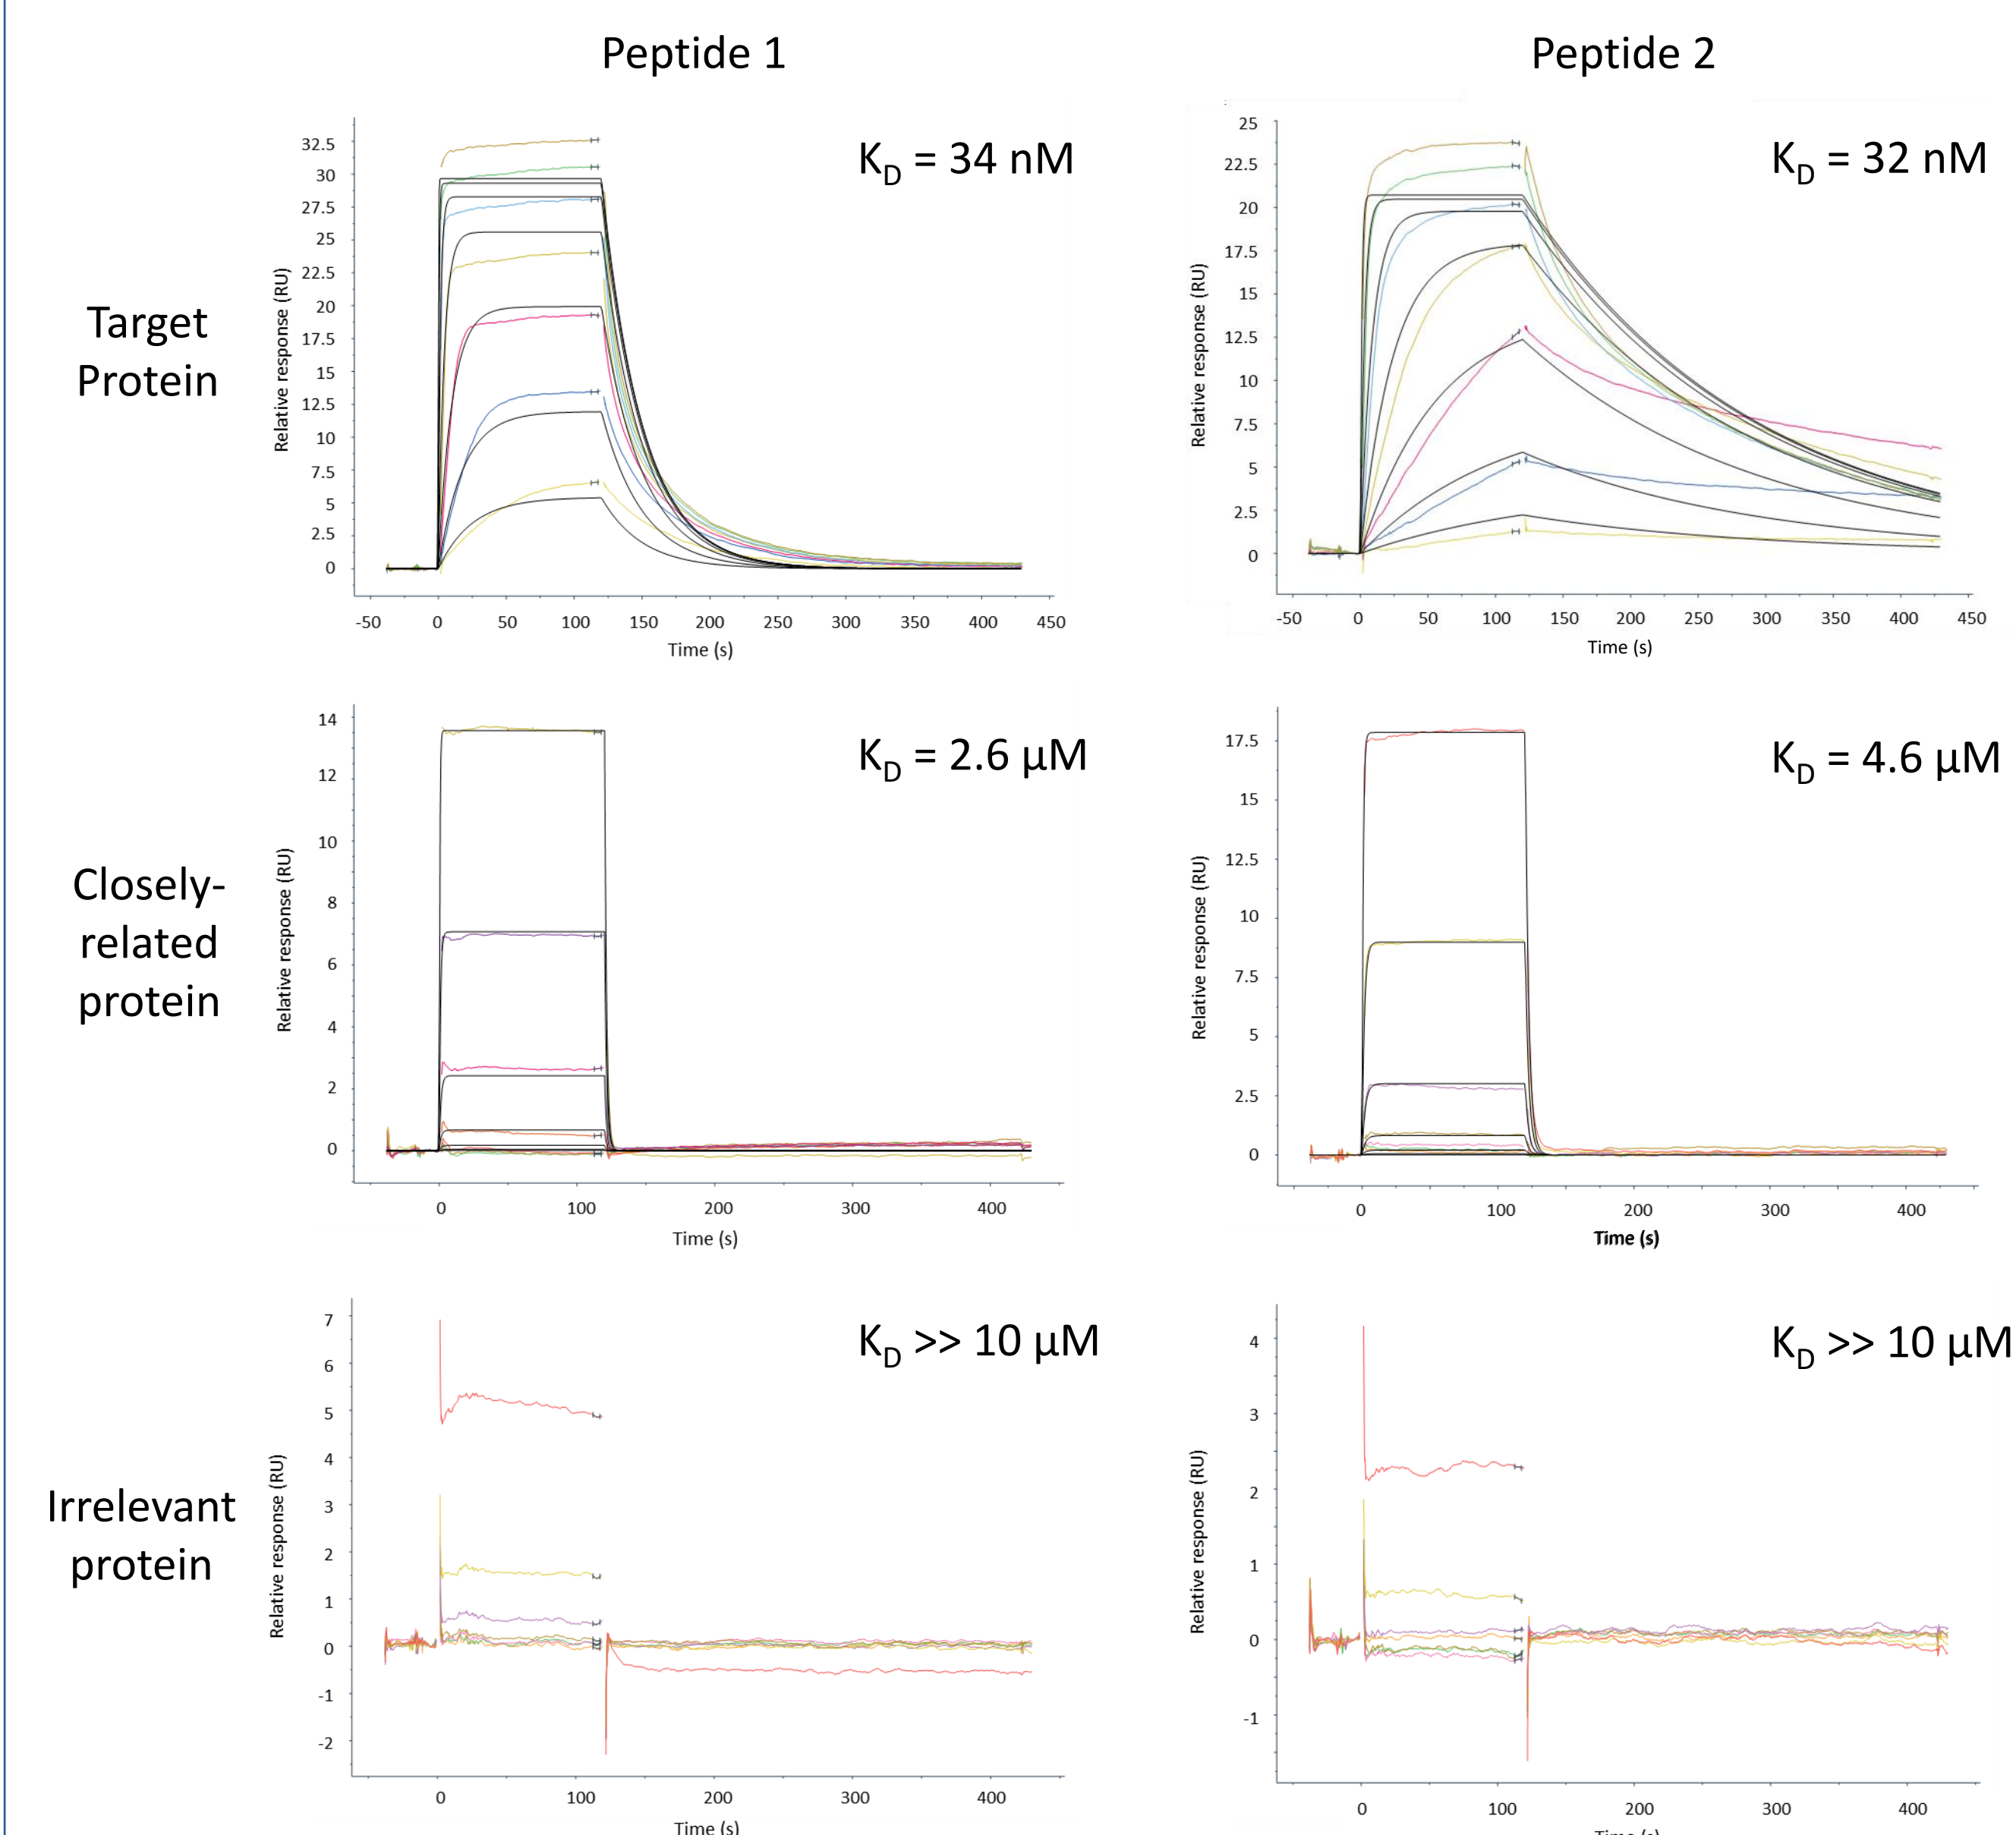 Peptide 1
Peptide 2
Target
Protein
K_D = 34 nM
Relative response (RU)
32.5
30
27.5
25
22.5
20
17.5
15
12.5
10
7.5
5
2.5
0
-50 0 50 100 150 200 250 300 350 400 450
Time (s)
K_D = 32 nM
Relative response (RU)
25
22.5
20
17.5
15
12.5
10
7.5
5
2.5
0
-50 0 50 100 150 200 250 300 350 400 450
Time (s)
Closely-
related
protein
K_D = 2.6 μM
Relative response (RU)
14
12
10
8
6
4
2
0
0 100 200 300 400
Time (s)
K_D = 4.6 μM
Relative response (RU)
17.5
15
12.5
10
7.5
5
2.5
0
0 100 200 300 400
Time (s)
Irrelevant
protein
K_D >> 10 μM
Relative response (RU)
7
6
5
4
3
2
1
0
-1
-2
0 100 200 300 400
Time (s)
K_D >> 10 μM
Relative response (RU)
4
3
2
1
0
-1
0 100 200 300 400
Time (s)